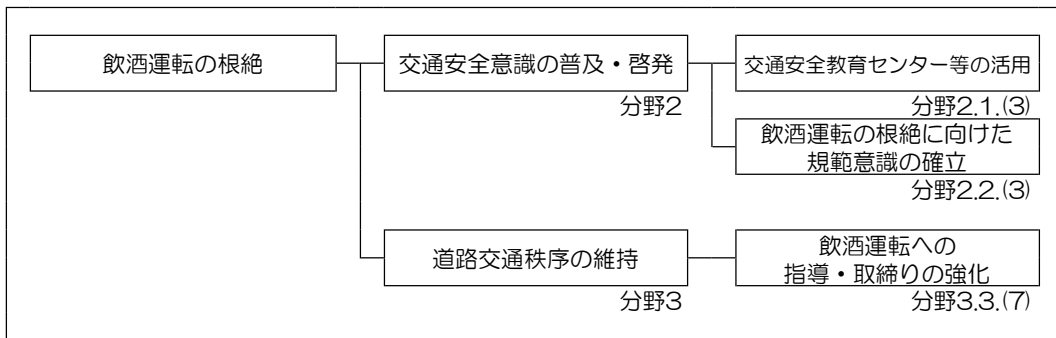 飲酒運転の根絶
交通安全意識の普及・啓発
分野2
交通安全教育センター等の活用
分野2.1.(3)
飲酒運転の根絶に向けた
規範意識の確立
分野2.2.(3)
道路交通秩序の維持
分野3
飲酒運転への
指導・取締りの強化
分野3.3.(7)